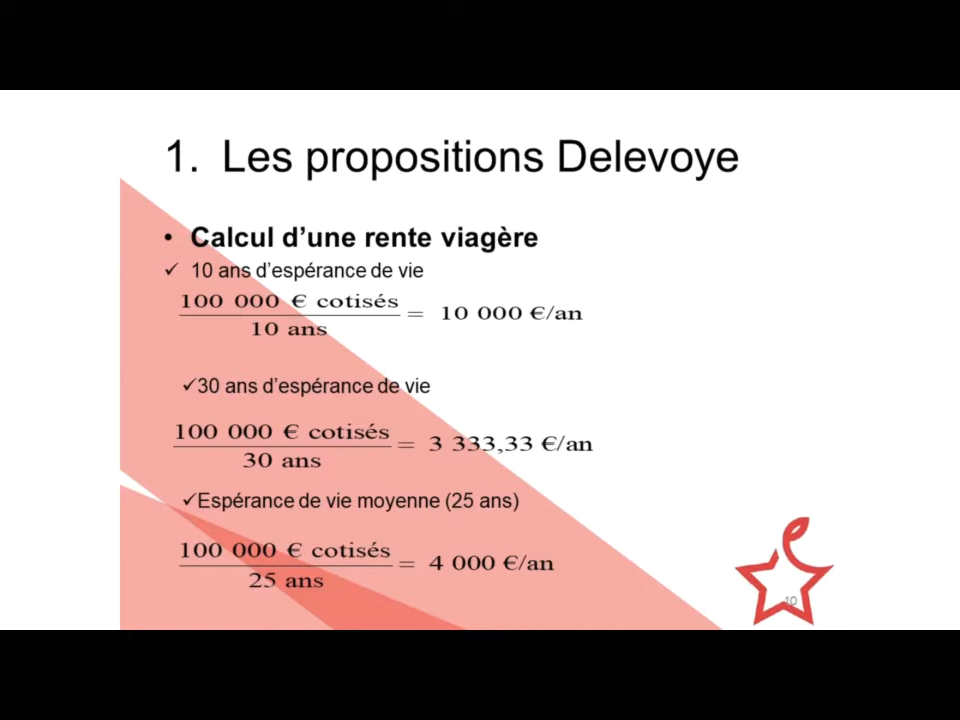 1. Les propositions Delevoye
• Calcul d’une rente viagère
✓ 10 ans d’espérance de vie
100 000 € cotisés
10 ans
= 10 000 €/an
✓30 ans d’espérance de vie
100 000 € cotisés
30 ans
= 3 333,33 €/an
✓Espérance de vie moyenne (25 ans)
100 000 € cotisés
25 ans
= 4 000 €/an
10